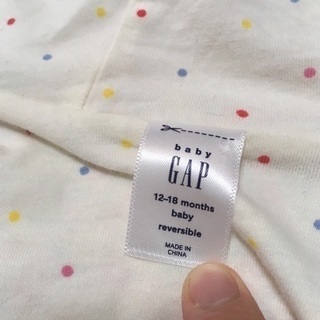 baby
GAP
12-18 months
baby
reversible
MADE IN
CHINA